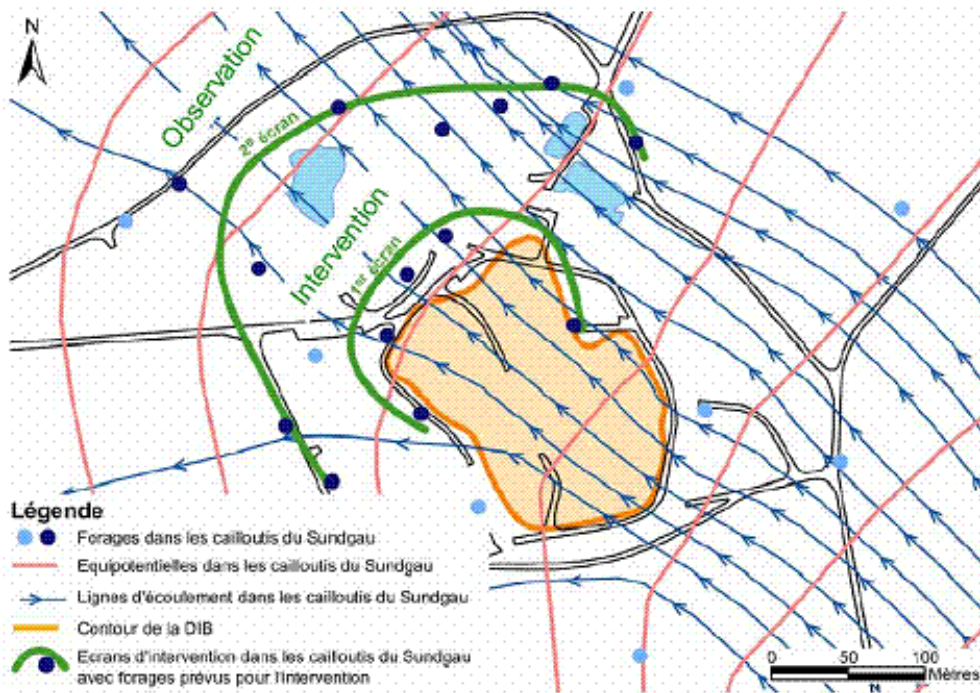 N
Observation
2e écran
Intervention
1er écran
Légende
Forages dans les cailloutis du Sundgau
Equipotentielles dans les cailloutis du Sundgau
Lignes d'écoulement dans les cailloutis du Sundgau
Contour de la DIB
Ecrans d'intervention dans les cailloutis du Sundgau
avec forages prévus pour l'intervention
0 50 100
Mètres
N